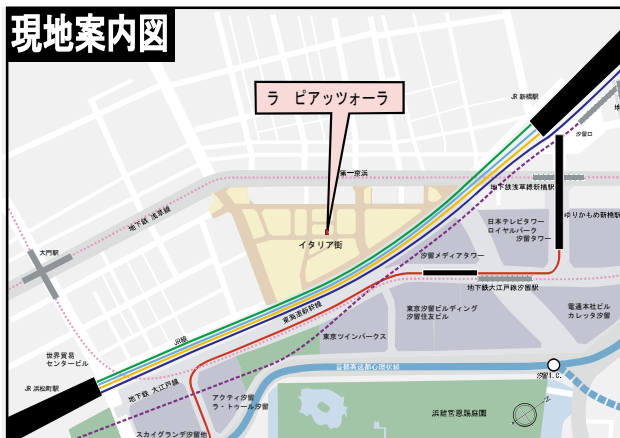 現地案内図
ラ　ピアッツォーラ
JR 新橋駅
汐留口
第一京浜
地下鉄浅草線新橋駅
地下鉄 浅草線
日本テレビタワー
ロイヤルパーク
汐留タワー
ゆりかもめ新橋駅
イタリア街
大門駅
汐留メディアタワー
地下鉄大江戸線汐留駅
東海道新幹線
東京汐留ビルディング
汐留住友ビル
電通本社ビル
カレッタ汐留
JR線
東京ツインパークス
世界貿易
センタービル
首都高速都心環状線
汐留I.C.
JR 浜松町駅
地下鉄 大江戸線
アクティ汐留
ラ・トゥール汐留
浜離宮恩賜庭園
N
スカイグランデ汐留他